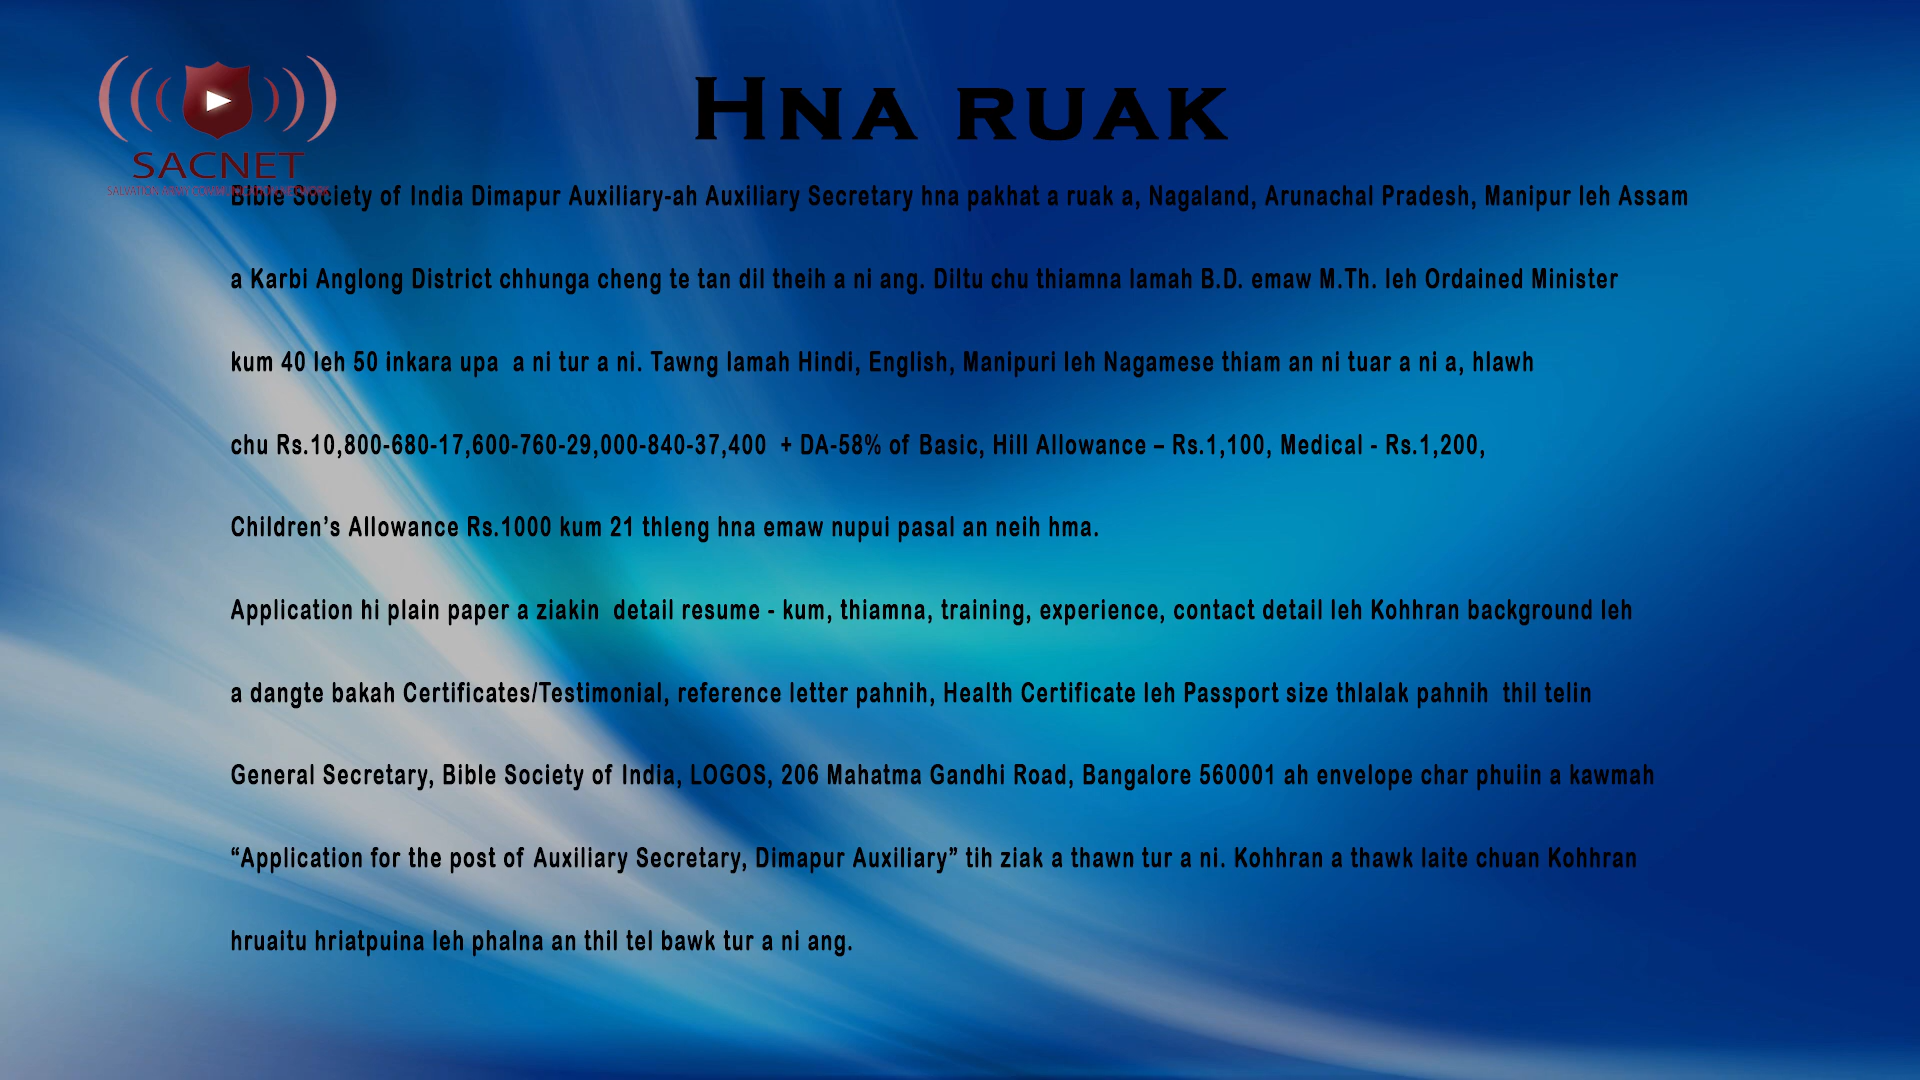 Hna ruak
SACNET
SALVATION ARMY COMMUNICATION NETWORK
Bible Society of India Dimapur Auxiliary-ah Auxiliary Secretary hna pakhat a ruak a, Nagaland, Arunachal Pradesh, Manipur leh Assam
a Karbi Anglong District chhunga cheng te tan dil theih a ni ang. Diltu chu thiamna lamah B.D. emaw M.Th. leh Ordained Minister
kum 40 leh 50 inkara upa a ni tur a ni. Tawng lamah Hindi, English, Manipuri leh Nagamese thiam an ni tuar a ni a, hlawh
chu Rs.10,800-680-17,600-760-29,000-840-37,400 + DA-58% of Basic, Hill Allowance – Rs.1,100, Medical - Rs.1,200,
Children’s Allowance Rs.1000 kum 21 thleng hna emaw nupui pasal an neih hma.
Application hi plain paper a ziakin detail resume - kum, thiamna, training, experience, contact detail leh Kohhran background leh
a dangte bakah Certificates/Testimonial, reference letter pahnih, Health Certificate leh Passport size thlalak pahnih thil telin
General Secretary, Bible Society of India, LOGOS, 206 Mahatma Gandhi Road, Bangalore 560001 ah envelope char phuiin a kawmah
“Application for the post of Auxiliary Secretary, Dimapur Auxiliary” tih ziak a thawn tur a ni. Kohhran a thawk laite chuan Kohhran
hruaitu hriatpuina leh phalna an thil tel bawk tur a ni ang.